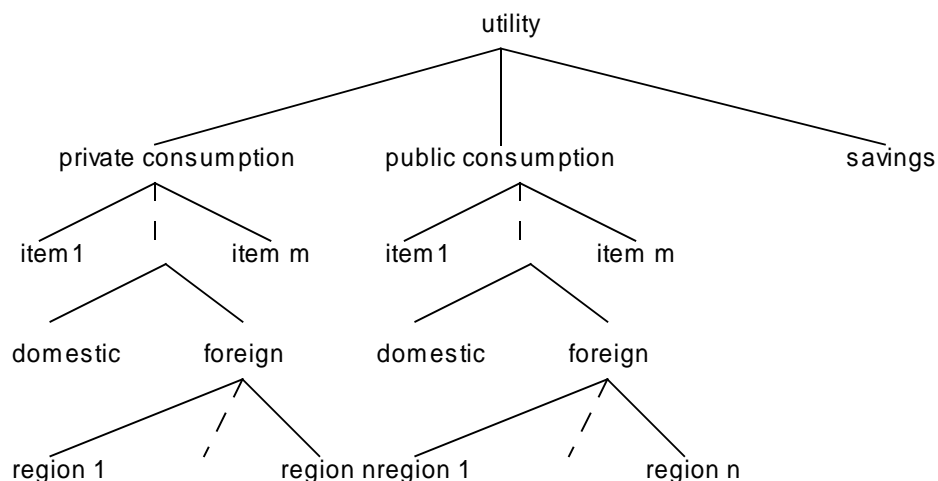 utility
private consumption public consumption savings
item 1 item m item 1 item m
domestic foreign domestic foreign
region 1 region n region 1 region n